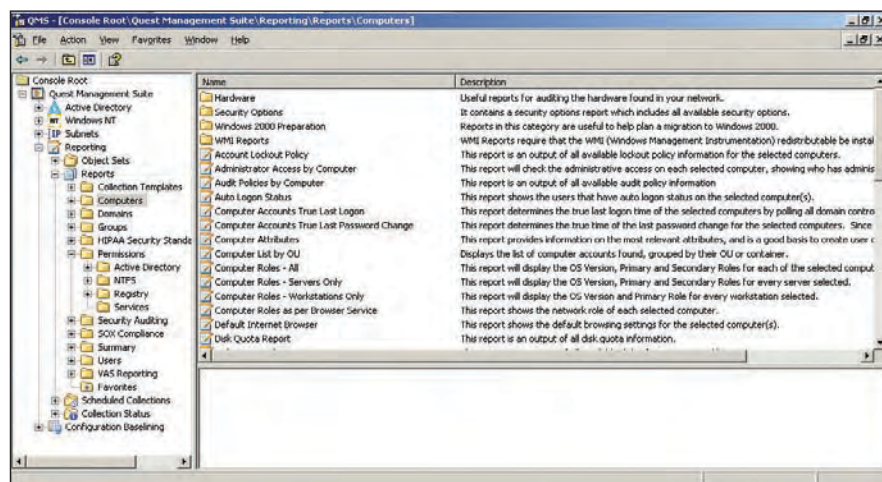 QMS - [Console Root\Quest Management Suite\Reporting\Reports\Computers]
File Action View Favorites Window Help
Console Root
Quest Management Suite
Active Directory
NT Windows NT
IP Subnets
Reporting
Object Sets
Reports
Collection Templates
Computers
Domains
Groups
HIPAA Security Stande
Permissions
Active Directory
NTFS
Registry
Services
Security Auditing
SOX Compliance
Summary
Users
VAS Reporting
Favorites
Scheduled Collections
Collection Status
Configuration Baselining
Name Description
Hardware Useful reports for auditing the hardware found in your network.
Security Options It contains a security options report which includes all available security options.
Windows 2000 Preparation Reports in this category are useful to help plan a migration to Windows 2000.
WMI Reports WMI Reports require that the WMI (Windows Management Instrumentation) redistributable be instal
Account Lockout Policy This report is an output of all available lockout policy information for the selected computers.
Administrator Access by Computer This report will check the administrative access on each selected computer, showing who has adminis
Audit Policies by Computer This report is an output of all available audit policy information
Auto Logon Status This report shows the users that have auto logon status on the selected computer(s).
Computer Accounts True Last Logon This report determines the true last logon time of the selected computers by polling all domain contro
Computer Accounts True Last Password Change This report determines the true time of the last password change for the selected computers. Since
Computer Attributes This report provides information on the most relevant attributes, and is a good basis to create user c
Computer List by OU Displays the list of computer accounts found, grouped by their OU or container.
Computer Roles - All This report will display the OS Version, Primary and Secondary Roles for each of the selected comput
Computer Roles - Servers Only This report will display the OS Version, Primary and Secondary Roles for every server selected.
Computer Roles - Workstations Only This report will display the OS Version and Primary Role for every workstation selected.
Computer Roles as per Browser Service This report shows the network role of each selected computer.
Default Internet Browser This report shows the default browsing settings for the selected computer(s).
Disk Quota Report This report is an output of all disk quota information.